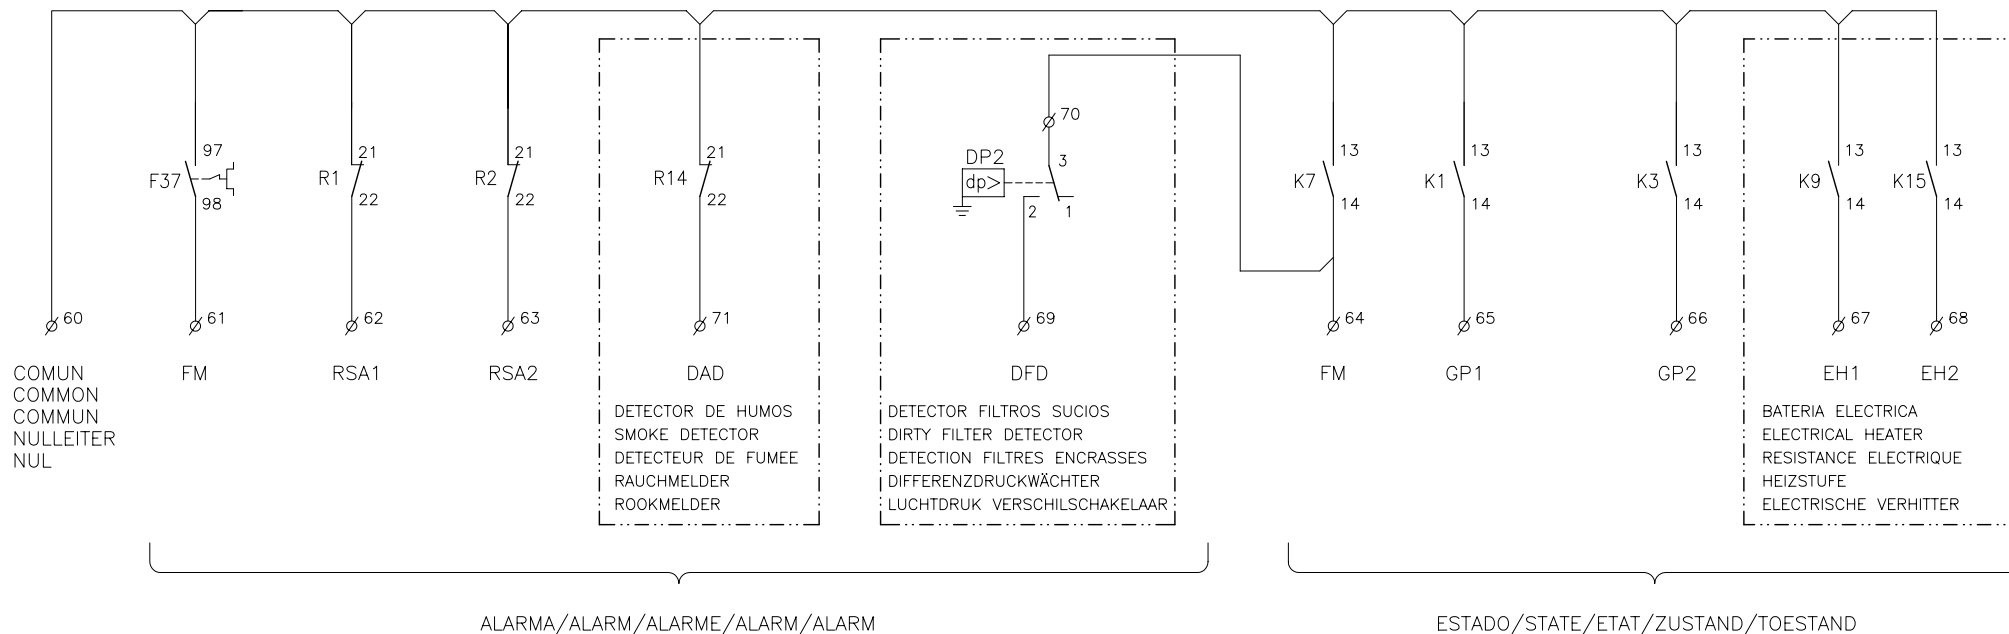 70
97
F37
98
R1
21
22
R2
21
22
R14
21
22
DP2
dp>
3
2
1
K7
13
14
K1
13
14
K3
13
14
K9
13
14
K15
13
14
60
61
62
63
71
69
64
65
66
67
68
COMUN
COMMON
COMMUN
NULLEITER
NUL
FM
RSA1
RSA2
DAD
DETECTOR DE HUMOS
SMOKE DETECTOR
DETECTEUR DE FUMEE
RAUCHMELDER
ROOKMELDER
DFD
DETECTOR FILTROS SUCIOS
DIRTY FILTER DETECTOR
DETECTION FILTRES ENCRASSES
DIFFERENZDRUCKWÄCHTER
LUCHTDRUK VERSCHILSCHAKELAAR
FM
GP1
GP2
EH1
EH2
BATERIA ELECTRICA
ELECTRICAL HEATER
RESISTANCE ELECTRIQUE
HEIZSTUFE
ELECTRISCHE VERHITTER
ALARMA/ALARM/ALARME/ALARM/ALARM
ESTADO/STATE/ETAT/ZUSTAND/TOESTAND